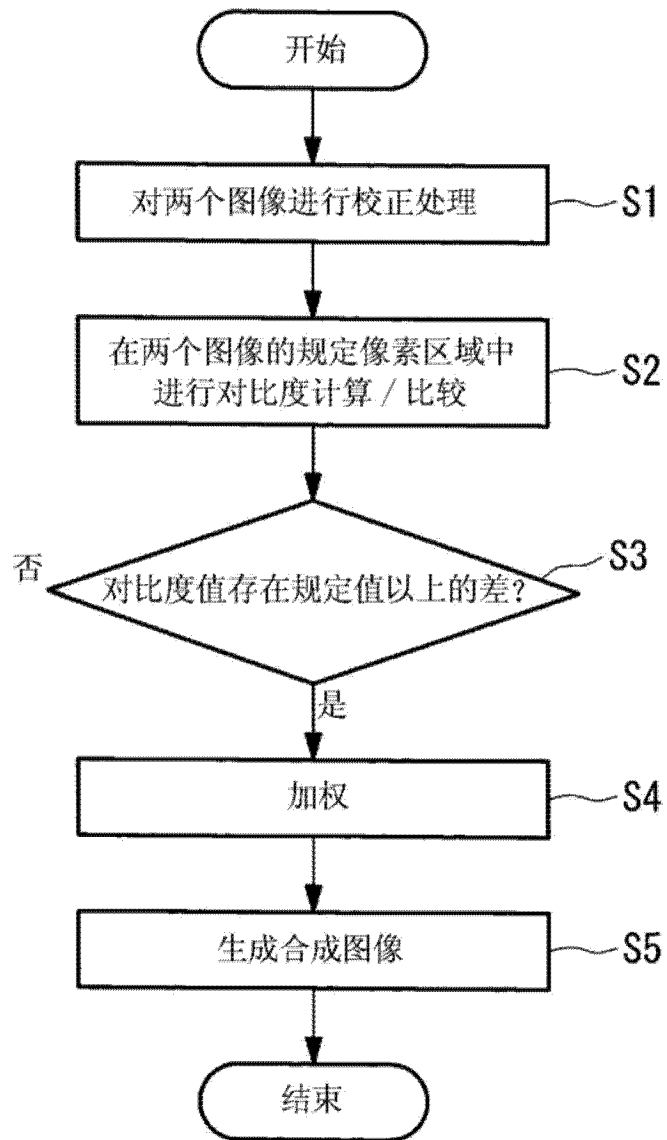 开始
对两个图像进行校正处理
S1
在两个图像的规定像素区域中
进行对比度计算/比较
S2
否
对比度值存在规定值以上的差?
S3
是
加权
S4
生成合成图像
S5
结束